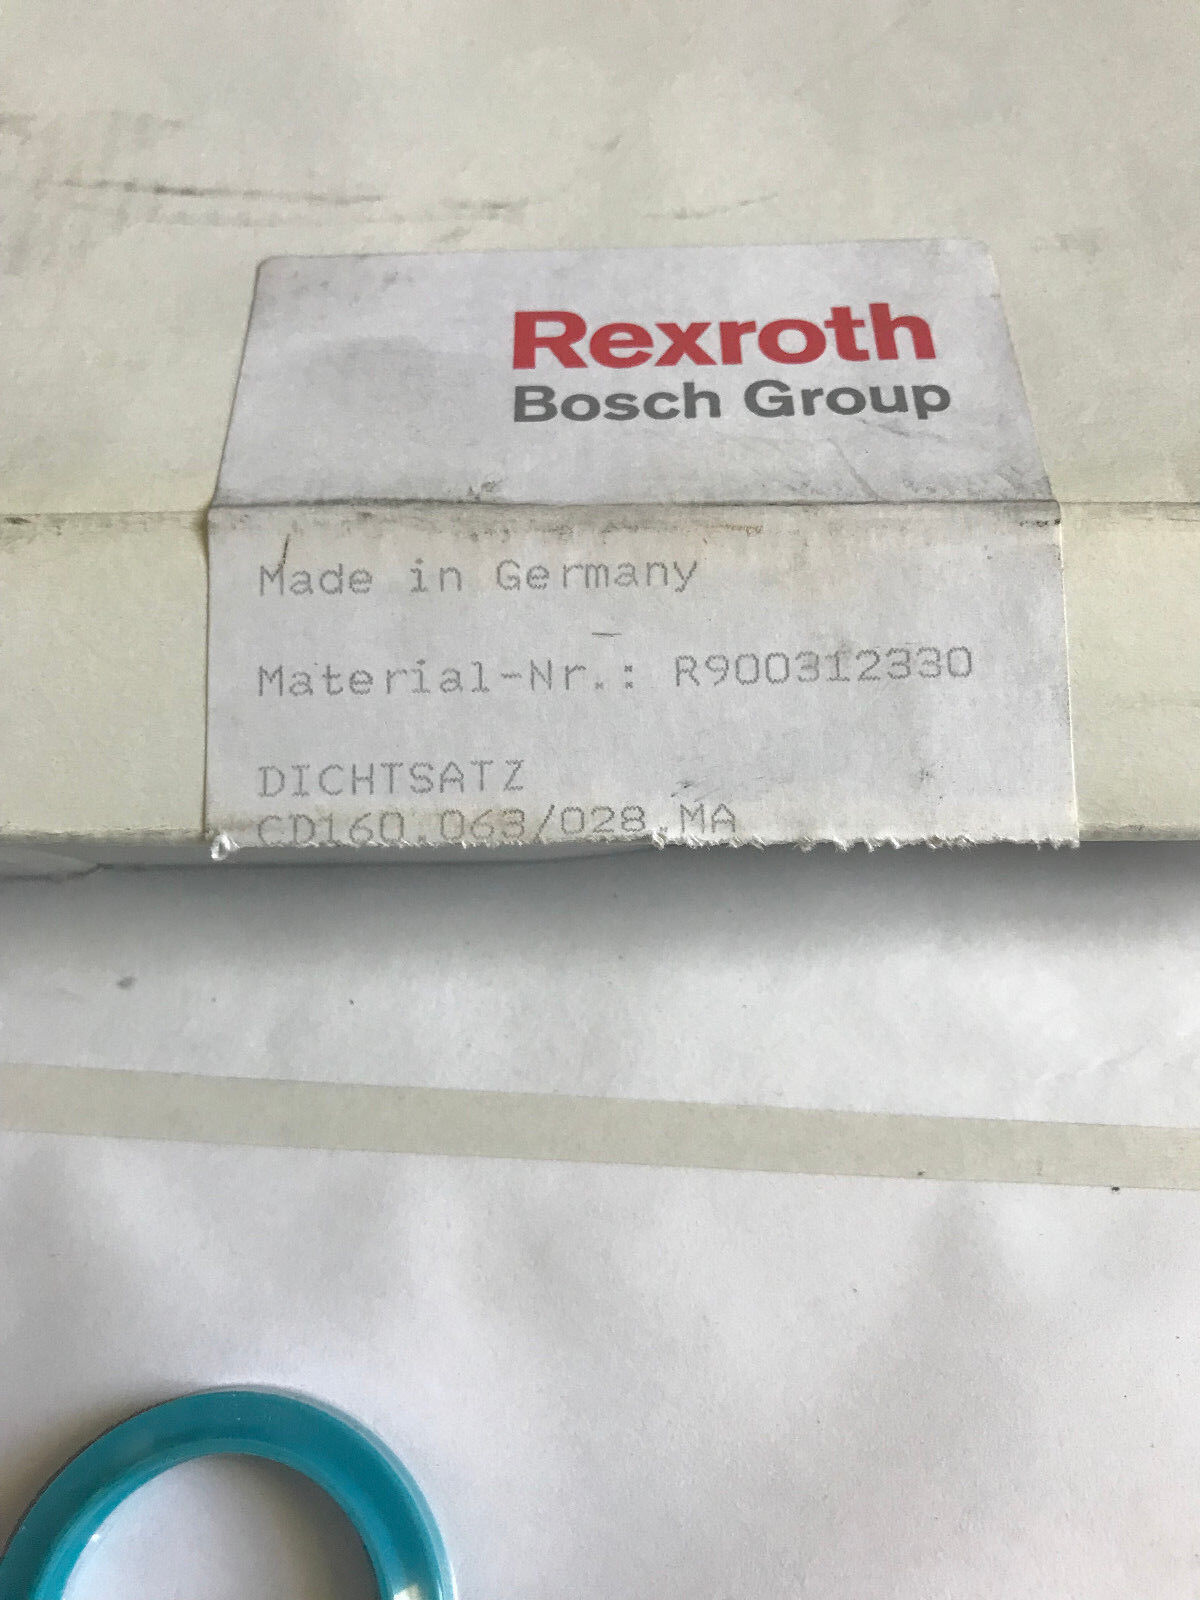 Rexroth
Bosch Group
Made in Germany
Material-Nr.: R900312330
DICHTSATZ
CD160.063/028.MA